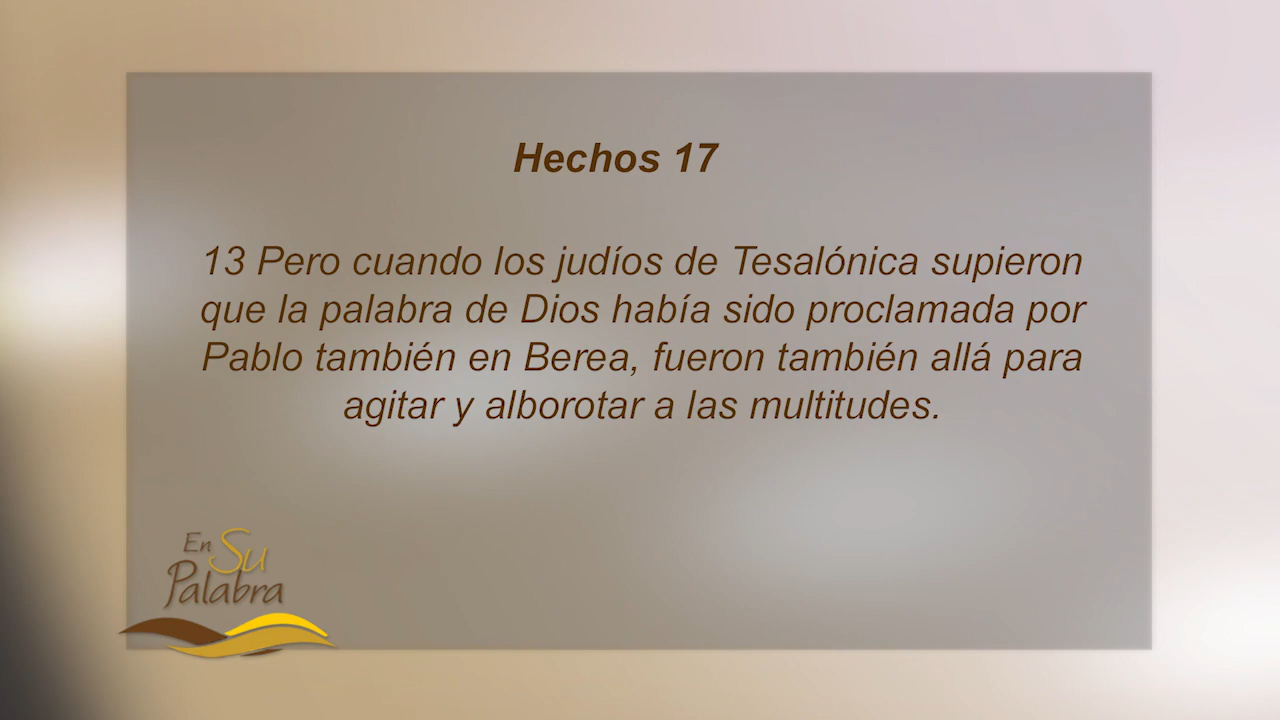 Hechos 17
13 Pero cuando los judíos de Tesalónica supieron
que la palabra de Dios había sido proclamada por
Pablo también en Berea, fueron también allá para
agitar y alborotar a las multitudes.
En Su
Palabra